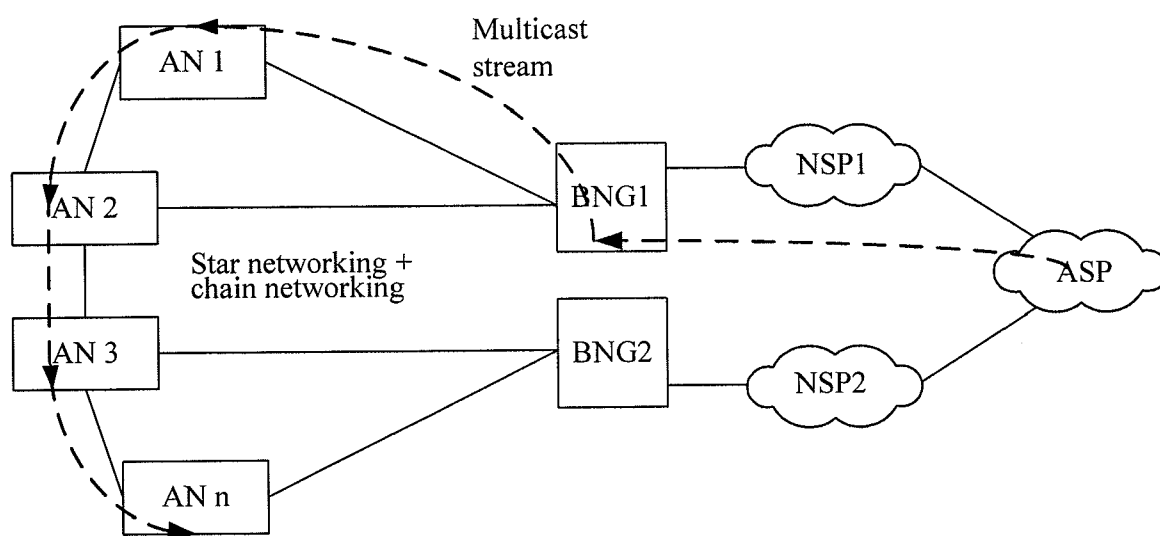 AN 1
Multicast
stream
NSP1
AN 2
BNG1
Star networking +
chain networking
ASP
AN 3
BNG2
NSP2
AN n